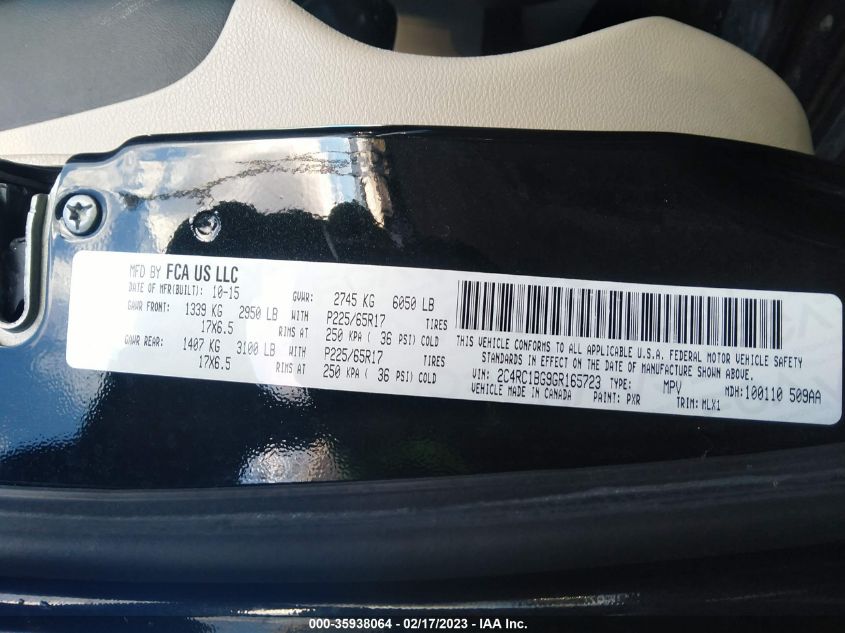 MFD BY FCA US LLC
DATE OF MFR(BUILT): 10-15 GVWR: 2745 KG 6050 LB
GAWR FRONT: 1339 KG 2950 LB WITH P225/65R17 TIRES
17X6.5 RIMS AT 250 KPA ( 36 PSI) COLD
GAWR REAR: 1407 KG 3100 LB WITH P225/65R17 TIRES
17X6.5 RIMS AT 250 KPA ( 36 PSI) COLD
THIS VEHICLE CONFORMS TO ALL APPLICABLE U.S.A. FEDERAL MOTOR VEHICLE SAFETY
STANDARDS IN EFFECT ON THE DATE OF MANUFACTURE SHOWN ABOVE.
VIN: 2C4RC1BG9GR165723 TYPE: MPV MDH:100110 509AA
VEHICLE MADE IN CANADA PAINT: PXR TRIM: MLX1
000-35938064 - 02/17/2023 - IAA Inc.